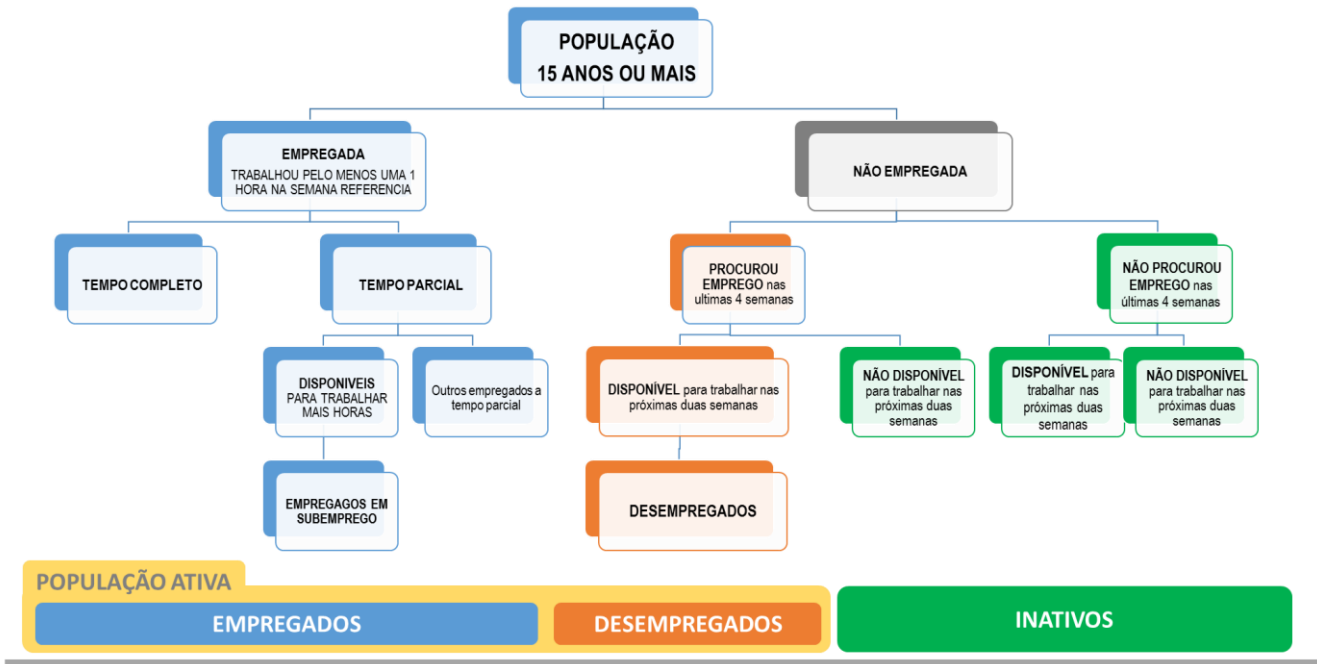 POPULAÇÃO
15 ANOS OU MAIS
EMPREGADA
TRABALHOU PELO MENOS UMA 1
HORA NA SEMANA REFERENCIA
NÃO EMPREGADA
TEMPO COMPLETO
TEMPO PARCIAL
PROCUROU
EMPREGO nas
ultimas 4 semanas
NÃO PROCUROU
EMPREGO nas
últimas 4 semanas
DISPONIVEIS
PARA TRABALHAR
MAIS HORAS
Outros empregados a
tempo parcial
DISPONÍVEL para trabalhar nas
próximas duas semanas
NÃO DISPONÍVEL
para trabalhar nas
próximas duas
semanas
DISPONÍVEL para
trabalhar nas
próximas duas
semanas
NÃO DISPONÍVEL
para trabalhar nas
próximas duas
semanas
EMPREGAGOS EM
SUBEMPREGO
DESEMPREGADOS
POPULAÇÃO ATIVA
EMPREGADOS
DESEMPREGADOS
INATIVOS